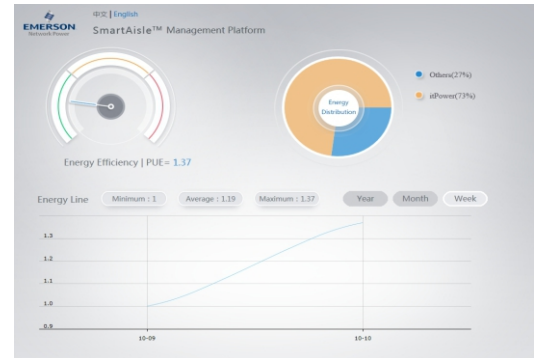 中文 | English
EMERSON
Network Power
SmartAisle™ Management Platform
Others(27%)
itPower(73%)
Energy
Distribution
Energy Efficiency | PUE= 1.37
Energy Line
Minimum : 1
Average : 1.19
Maximum : 1.37
Year
Month
Week
1.3
1.2
1.1
1.0
0.9
10-09
10-10